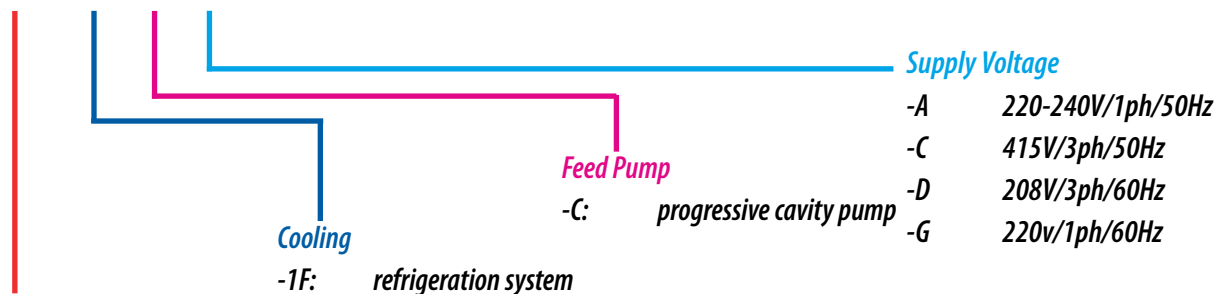 Supply Voltage
-A 220-240V/1ph/50Hz
-C 415V/3ph/50Hz
-D 208V/3ph/60Hz
-G 220v/1ph/60Hz
Feed Pump
-C: progressive cavity pump
Cooling
-1F: refrigeration system